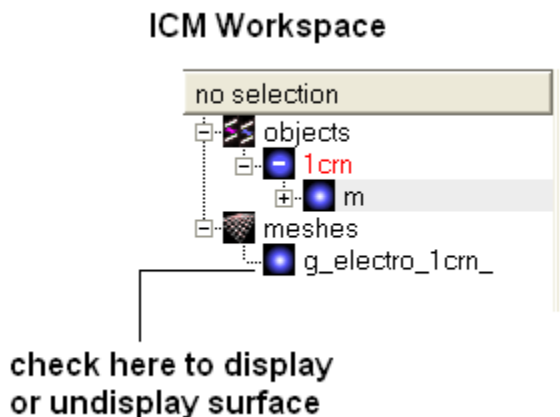 ICM Workspace
no selection
objects
1crn
m
meshes
g_electro_1crn_
check here to display
or undisplay surface